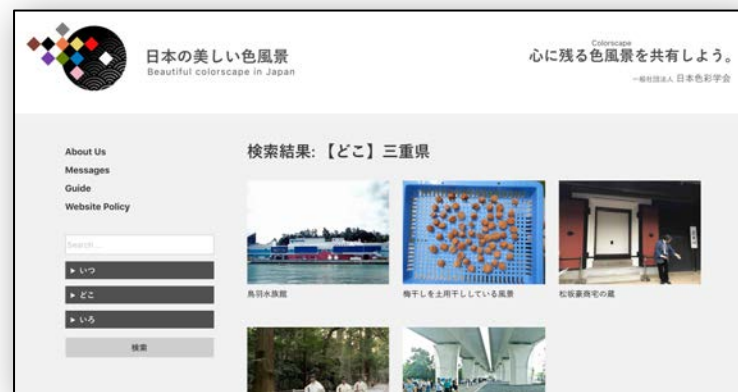 日本の美しい色風景
Beautiful colorscape in Japan
Colorscape
心に残る色風景を共有しよう。
一般社団法人 日本色彩学会
About Us
Messages
Guide
Website Policy
Search ...
▶ いつ
▶ どこ
▶ いろ
検索
検索結果: 【どこ】三重県
鳥羽水族館
梅干しを土用干ししている風景
松坂豪商宅の蔵